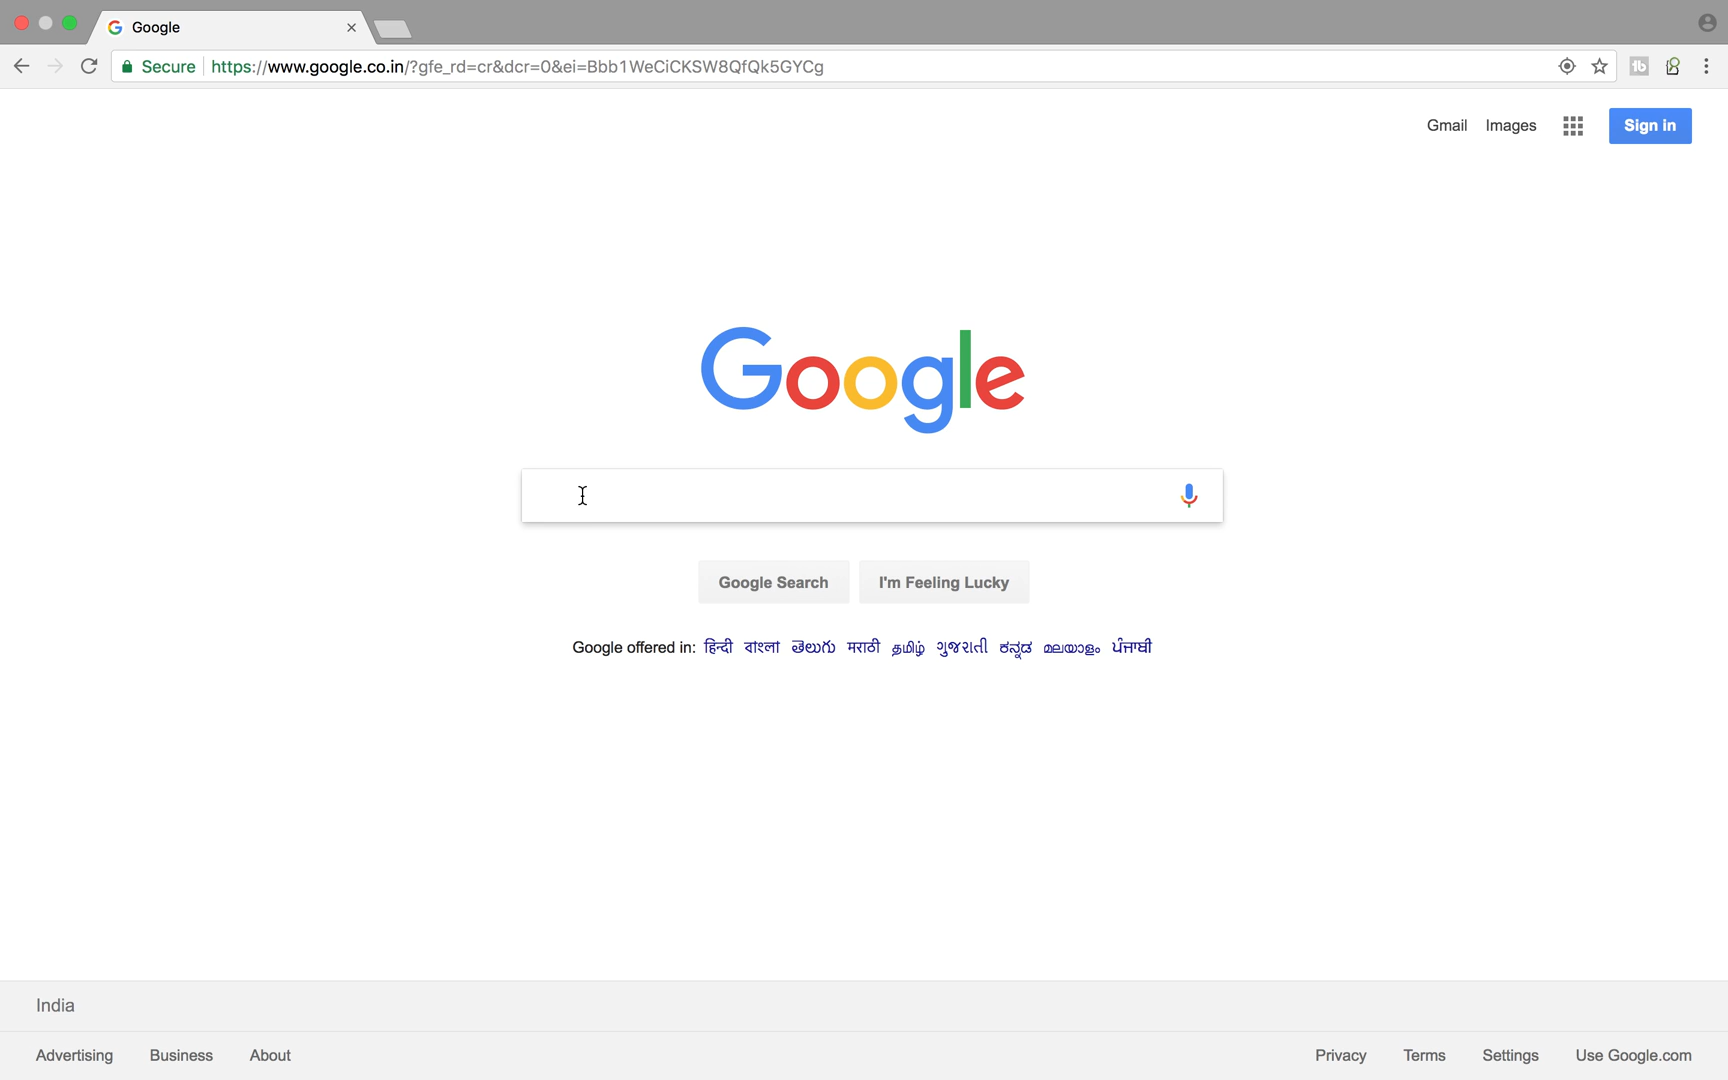 Google
Secure https://www.google.co.in/?gfe_rd=cr&dcr=0&ei=Bbb1WeCiCKSW8QfQk5GYCg
Gmail Images Sign in
Google
Google Search I'm Feeling Lucky
Google offered in: हिन्दी বাংলা తెలుగు मराठी தமிழ் ગુજરાતી ಕನ್ನಡ മലയാളം ਪੰਜਾਬੀ
India
Advertising Business About Privacy Terms Settings Use Google.com